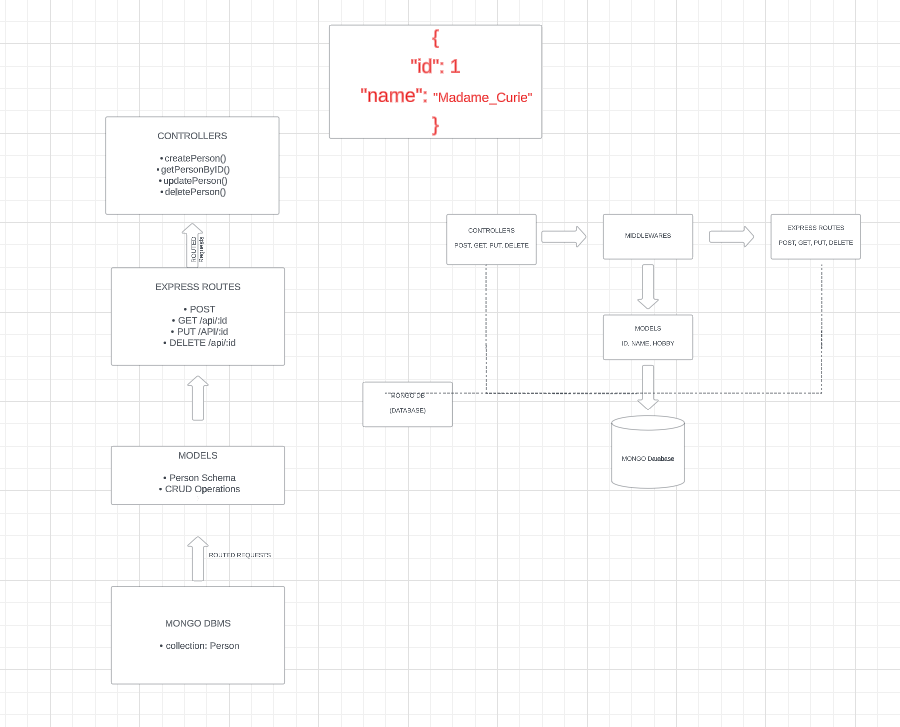 {
"id": 1
"name": "Madame_Curie"
}
CONTROLLERS
• createPerson()
• getPersonByID()
• updatePerson()
• deletePerson()
ROUTED
Requests
EXPRESS ROUTES
• POST
• GET /api/:id
• PUT /API/:id
• DELETE /api/:id
MODELS
• Person Schema
• CRUD Operations
ROUTED REQUESTS
MONGO DBMS
• collection: Person
CONTROLLERS
POST, GET, PUT, DELETE
MIDDLEWARES
EXPRESS ROUTES
POST, GET, PUT, DELETE
MODELS
ID, NAME, HOBBY
MONGO DB
(DATABASE)
MONGO Database